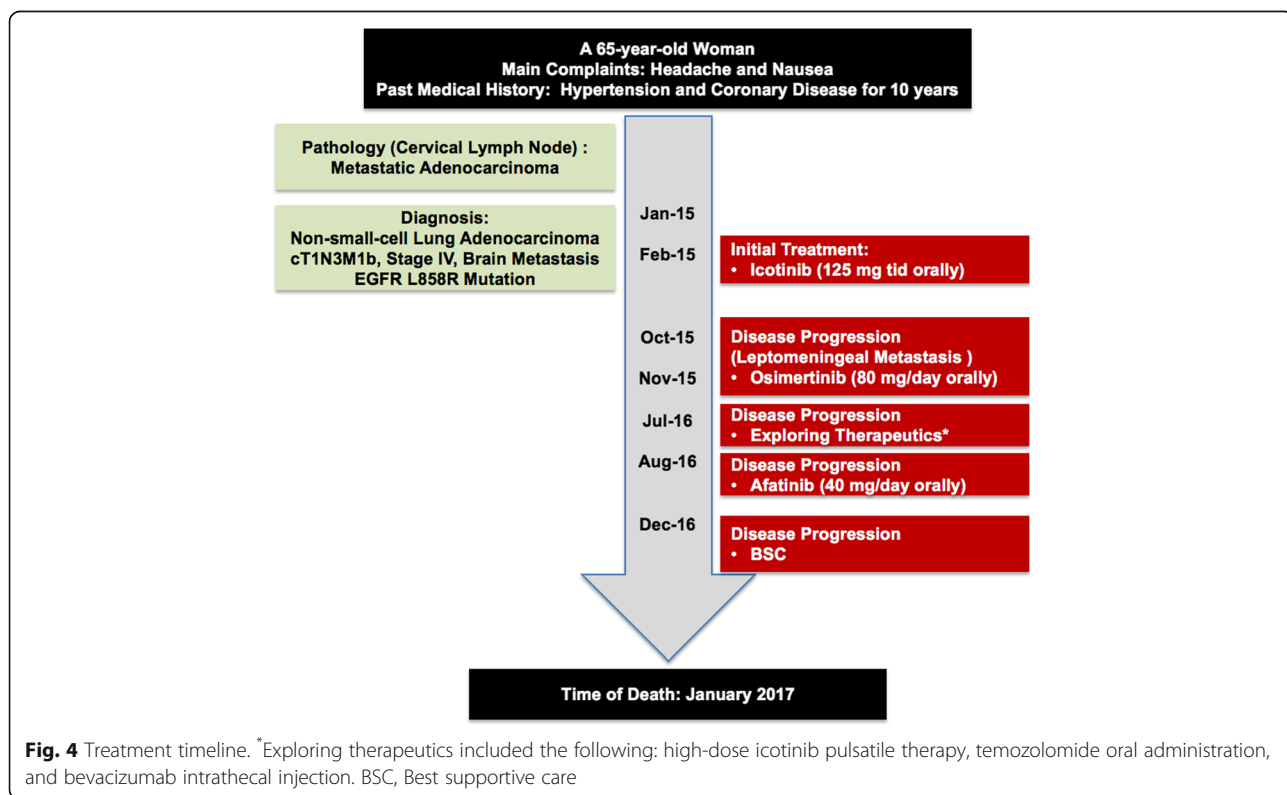 A 65-year-old Woman
Main Complaints: Headache and Nausea
Past Medical History: Hypertension and Coronary Disease for 10 years
Pathology (Cervical Lymph Node) :
Metastatic Adenocarcinoma
Diagnosis:
Non-small-cell Lung Adenocarcinoma
cT1N3M1b, Stage IV, Brain Metastasis
EGFR L858R Mutation
Jan-15
Feb-15
Initial Treatment:
• Icotinib (125 mg tid orally)
Oct-15
Nov-15
Disease Progression
(Leptomeningeal Metastasis )
• Osimertinib (80 mg/day orally)
Jul-16
Disease Progression
• Exploring Therapeutics*
Aug-16
Disease Progression
• Afatinib (40 mg/day orally)
Dec-16
Disease Progression
• BSC
Time of Death: January 2017
Fig. 4 Treatment timeline. *Exploring therapeutics included the following: high-dose icotinib pulsatile therapy, temozolomide oral administration,
and bevacizumab intrathecal injection. BSC, Best supportive care